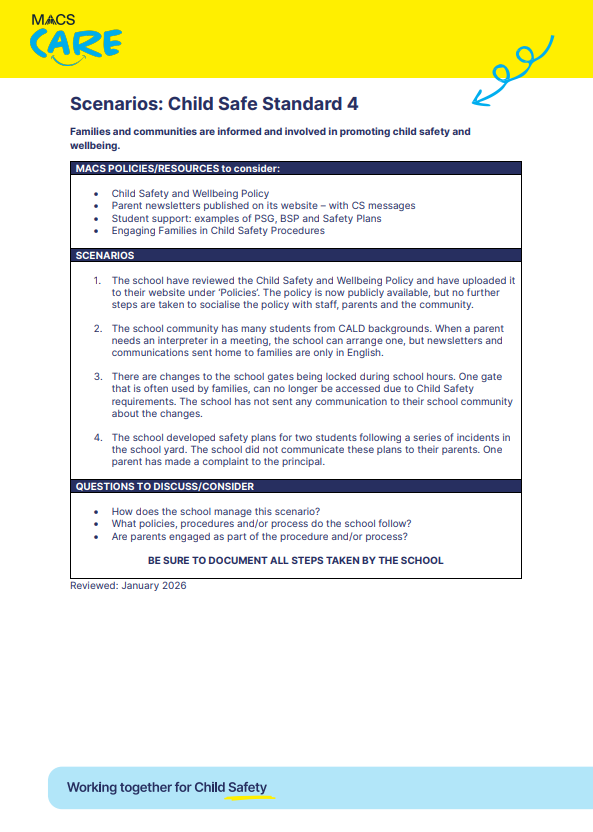 MACS
CARE
Scenarios: Child Safe Standard 4
Families and communities are informed and involved in promoting child safety and
wellbeing.
MACS POLICIES/RESOURCES to consider:
• Child Safety and Wellbeing Policy
• Parent newsletters published on its website – with CS messages
• Student support: examples of PSG, BSP and Safety Plans
• Engaging Families in Child Safety Procedures
SCENARIOS
1. The school have reviewed the Child Safety and Wellbeing Policy and have uploaded it
to their website under ‘Policies’. The policy is now publicly available, but no further
steps are taken to socialise the policy with staff, parents and the community.
2. The school community has many students from CALD backgrounds. When a parent
needs an interpreter in a meeting, the school can arrange one, but newsletters and
communications sent home to families are only in English.
3. There are changes to the school gates being locked during school hours. One gate
that is often used by families, can no longer be accessed due to Child Safety
requirements. The school has not sent any communication to their school community
about the changes.
4. The school developed safety plans for two students following a series of incidents in
the school yard. The school did not communicate these plans to their parents. One
parent has made a complaint to the principal.
QUESTIONS TO DISCUSS/CONSIDER
• How does the school manage this scenario?
• What policies, procedures and/or process do the school follow?
• Are parents engaged as part of the procedure and/or process?
BE SURE TO DOCUMENT ALL STEPS TAKEN BY THE SCHOOL
Reviewed: January 2026
Working together for Child Safety